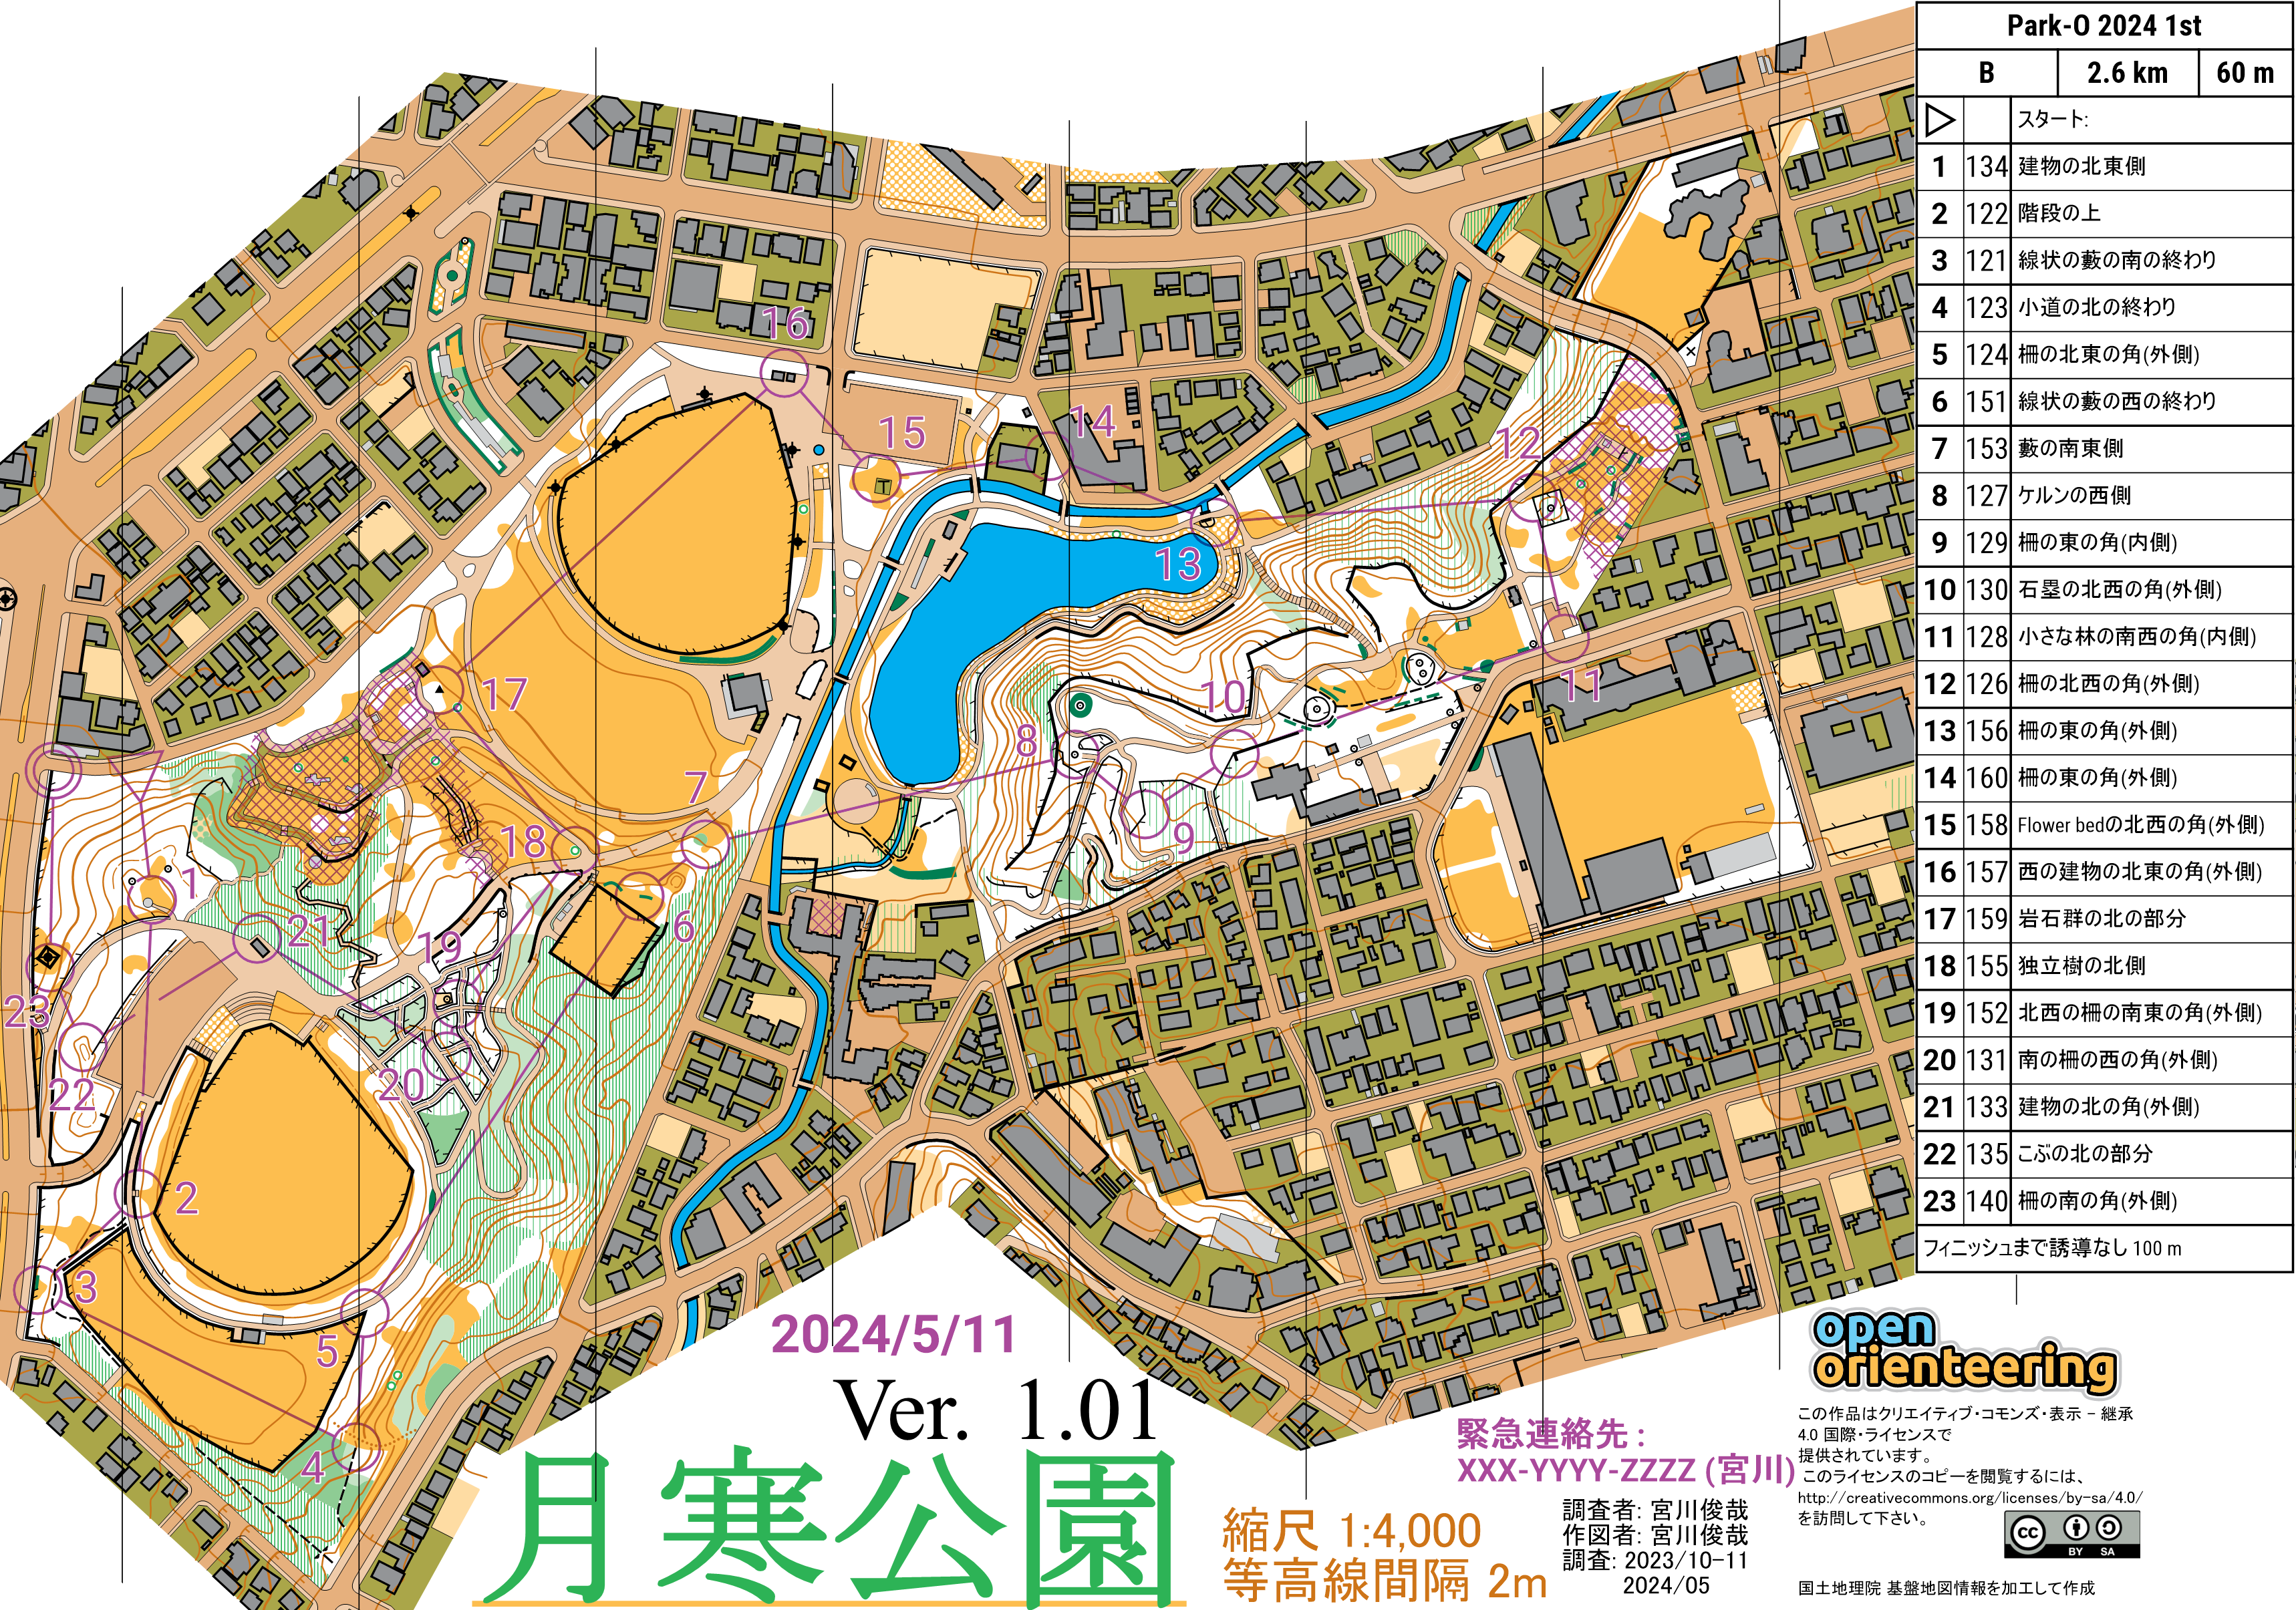 Park-O 2024 1st
B 2.6 km 60 m
スタート:
1 134 建物の北東側
2 122 階段の上
3 121 線状の藪の南の終わり
4 123 小道の北の終わり
5 124 柵の北東の角(外側)
6 151 線状の藪の西の終わり
7 153 藪の南東側
8 127 ケルンの西側
9 129 柵の東の角(内側)
10 130 石塁の北西の角(外側)
11 128 小さな林の南西の角(内側)
12 126 柵の北西の角(外側)
13 156 柵の東の角(外側)
14 160 柵の東の角(外側)
15 158 Flower bedの北西の角(外側)
16 157 西の建物の北東の角(外側)
17 159 岩石群の北の部分
18 155 独立樹の北側
19 152 北西の柵の南東の角(外側)
20 131 南の柵の西の角(外側)
21 133 建物の北の角(外側)
22 135 こぶの北の部分
23 140 柵の南の角(外側)
フィニッシュまで誘導なし 100 m
16
15
14
12
13
17
10
11
8
7
18
9
1
21
19
6
23
20
22
2
3
5
4
2024/5/11
Ver. 1.01
月寒公園
緊急連絡先 :
XXX-YYYY-ZZZZ (宮川)
縮尺 1:4,000
等高線間隔 2m
調査者: 宮川俊哉
作図者: 宮川俊哉
調査: 2023/10-11
2024/05
open
orienteering
この作品はクリエイティブ・コモンズ・表示 - 継承
4.0 国際・ライセンスで
提供されています。
このライセンスのコピーを閲覧するには、
http://creativecommons.org/licenses/by-sa/4.0/
を訪問して下さい。
cc
BY SA
国土地理院 基盤地図情報を加工して作成